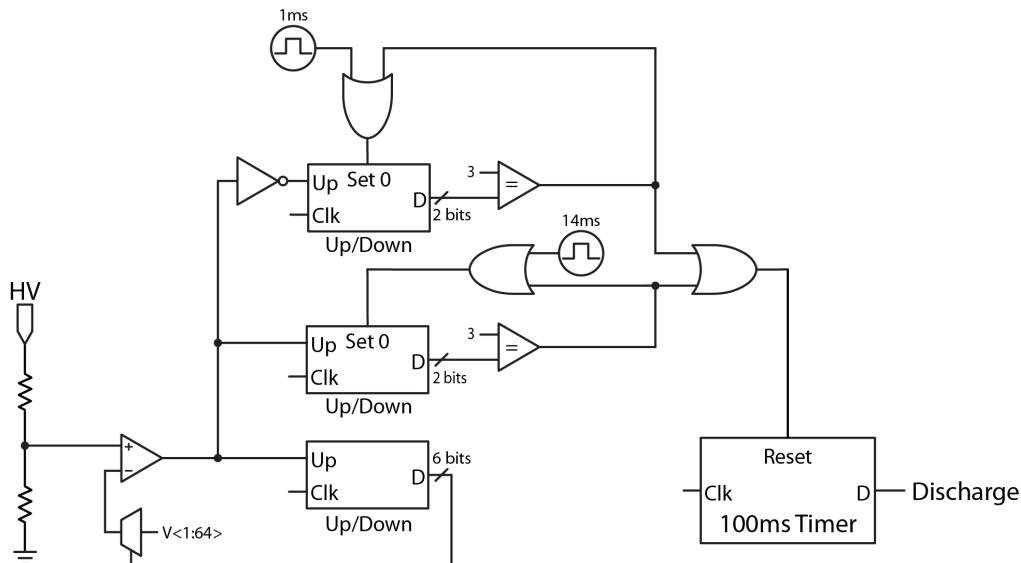 1ms
Up
Set 0
Clk
D
2 bits
Up/Down
3
=
14ms
HV
Up
Set 0
Clk
D
2 bits
Up/Down
3
=
+
−
V<1:64>
Up
Clk
D
6 bits
Up/Down
Reset
Clk
D
100ms Timer
Discharge